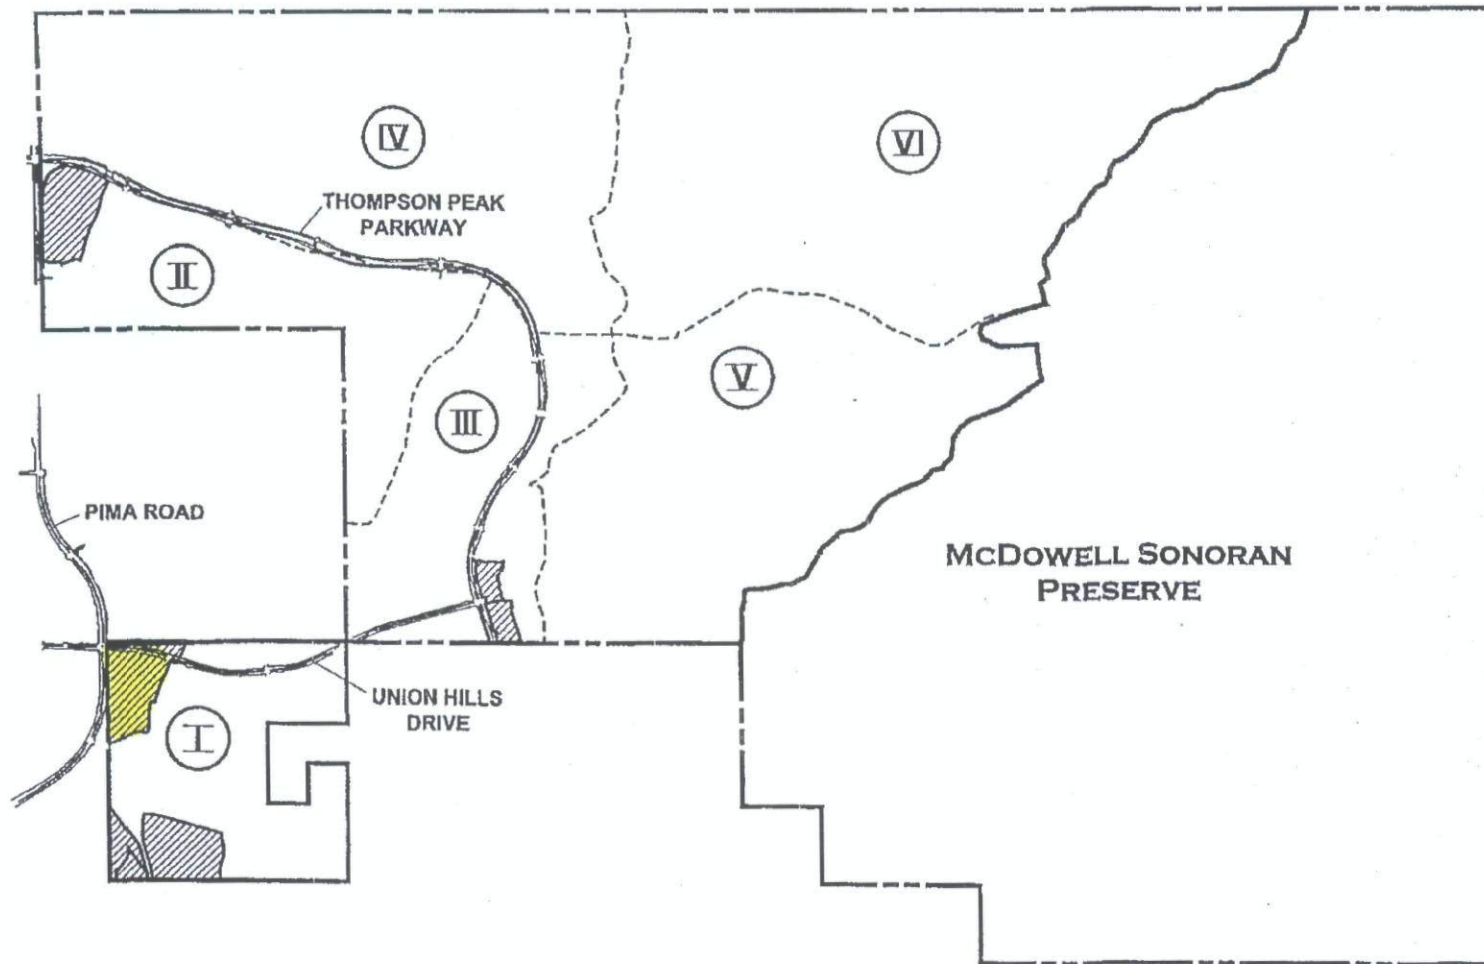 IV
VI
THOMPSON PEAK
PARKWAY
II
V
III
PIMA ROAD
McDOWELL SONORAN
PRESERVE
UNION HILLS
DRIVE
I